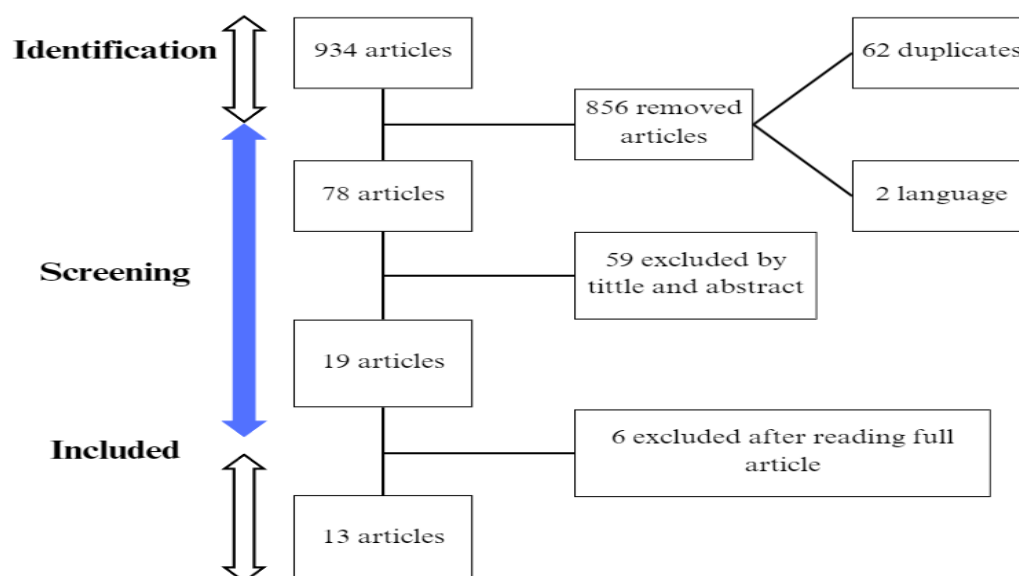 Identification
934 articles
62 duplicates
856 removed
articles
78 articles
2 language
Screening
59 excluded by
tittle and abstract
19 articles
Included
6 excluded after reading full
article
13 articles